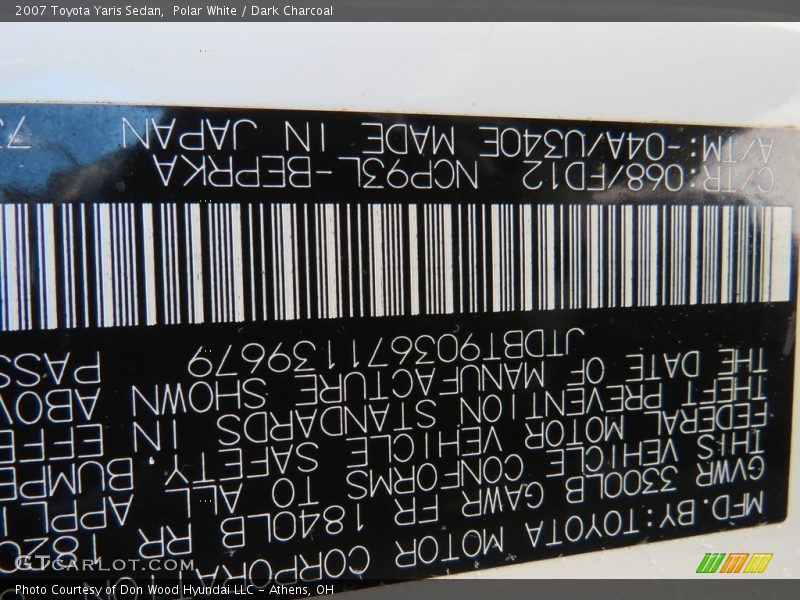 2007 Toyota Yaris Sedan, Polar White / Dark Charcoal
MFD.BY:TOYOTA MOTOR CORPORATION
GVWR 3300LB GAWR FR 1840LB RR 182
THIS VEHICLE CONFORMS TO ALL APPL
FEDERAL MOTOR VEHICLE SAFETY, BUMPE
THEFT PREVENTION STANDARDS IN EFFE
THE DATE OF MANUFACTURE SHOWN ABOV
JTDBT903671139679 PASS
C/TR:068/FD12 NCP93L-BEPRKA
A/TM:-04A/U340E MADE IN JAPAN
GTCARLOT.COM
Photo Courtesy of Don Wood Hyundai LLC - Athens, OH